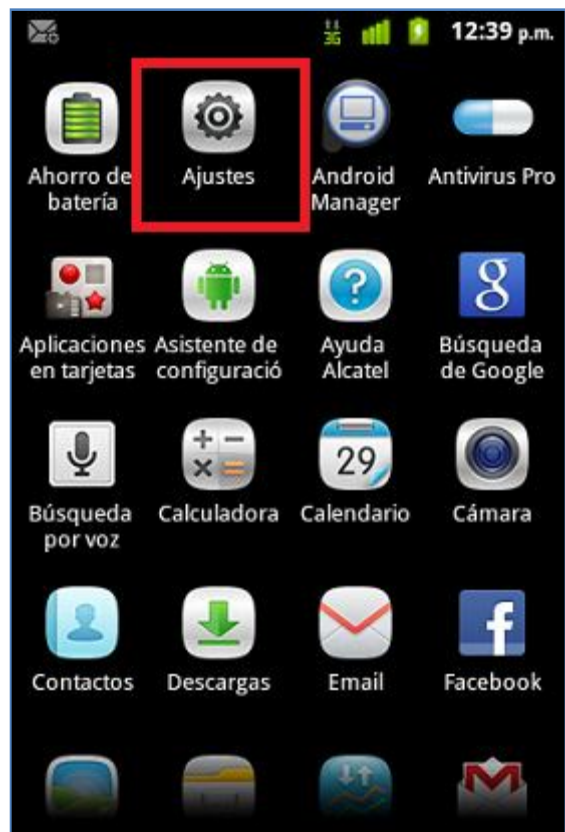 3G 12:39 p.m.
Ahorro de
batería
Ajustes
Android
Manager
Antivirus Pro
Aplicaciones
en tarjetas
Asistente de
configuració
Ayuda
Alcatel
g
Búsqueda
de Google
Búsqueda
por voz
Calculadora
29
Calendario
Cámara
Contactos
Descargas
Email
f
Facebook